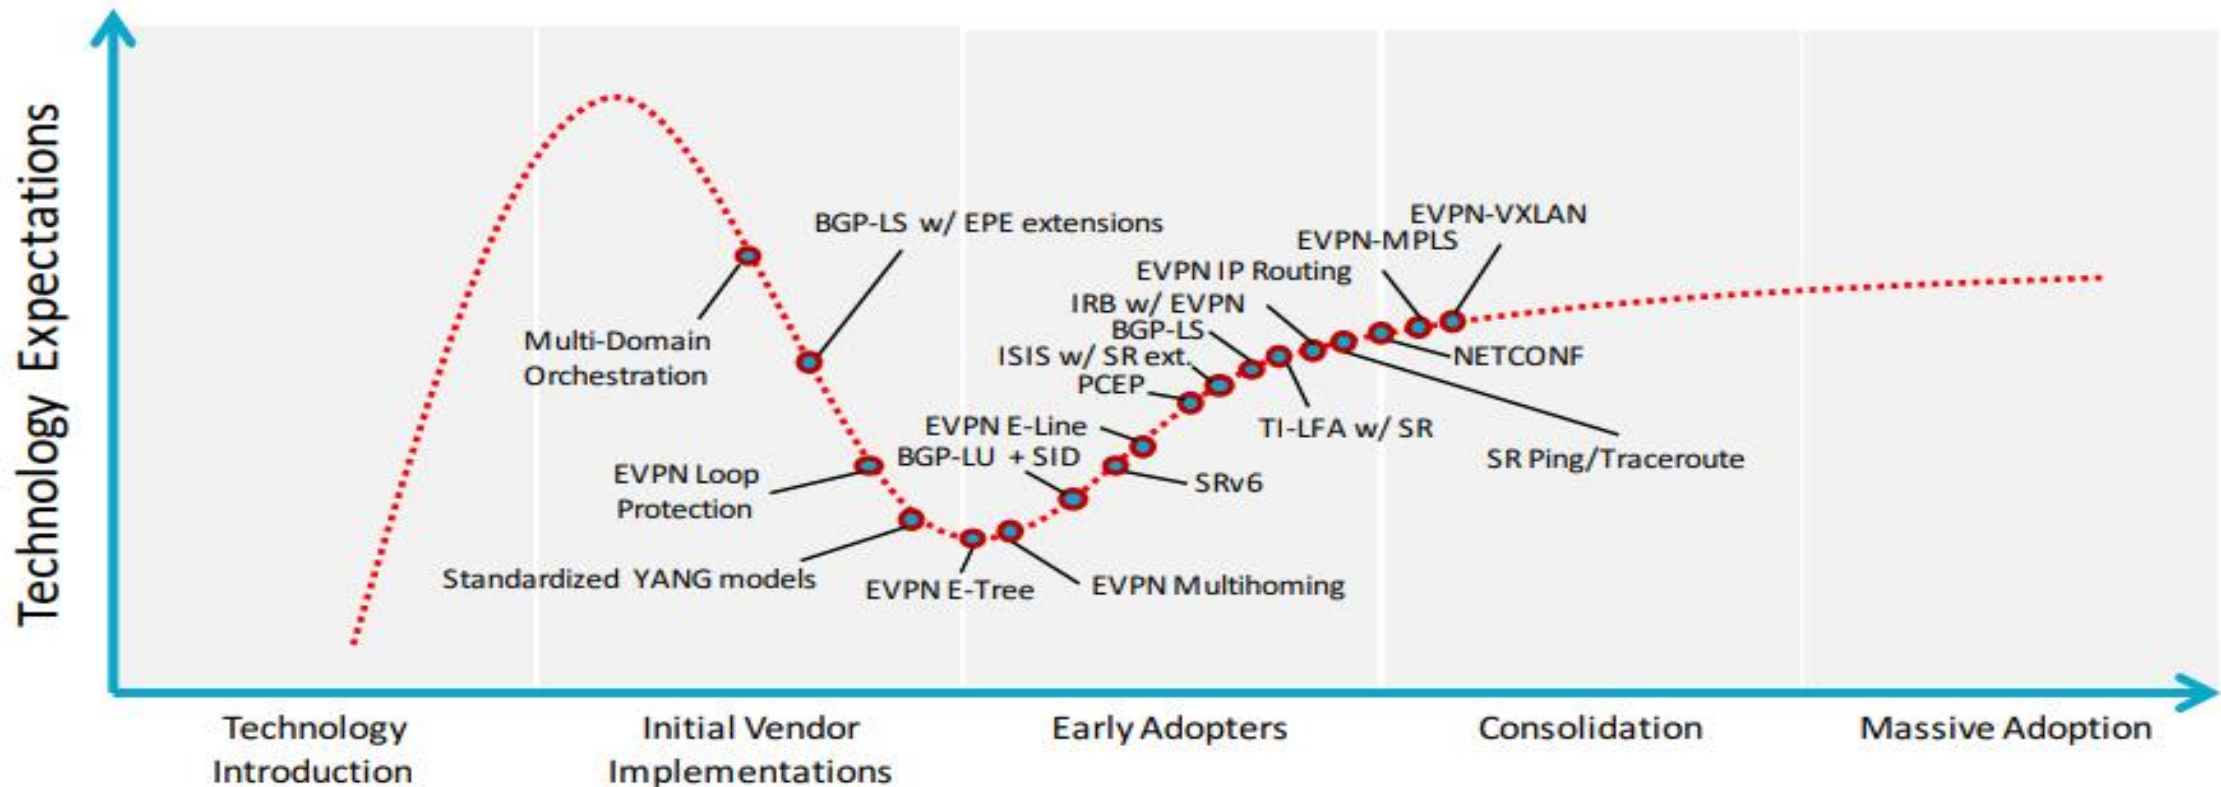 Technology Expectations
BGP-LS w/ EPE extensions
EVPN-VXLAN
EVPN-MPLS
EVPN IP Routing
IRB w/ EVPN
BGP-LS
ISIS w/ SR ext.
PCEP
Multi-Domain
Orchestration
NETCONF
TI-LFA w/ SR
SR Ping/Traceroute
EVPN E-Line
BGP-LU + SID
SRv6
EVPN Loop
Protection
Standardized YANG models
EVPN E-Tree
EVPN Multihoming
Technology
Introduction
Initial Vendor
Implementations
Early Adopters
Consolidation
Massive Adoption